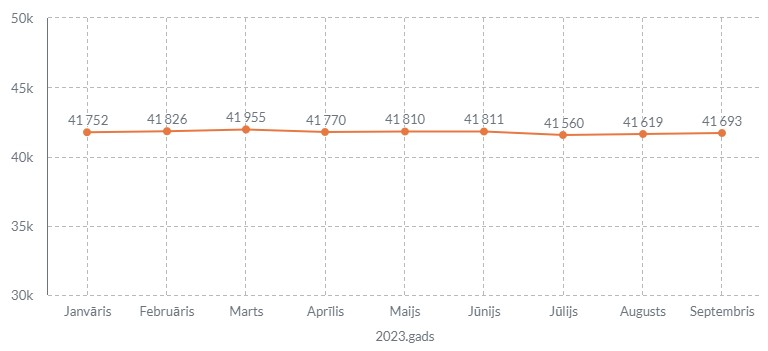 50k
45k
41 752 41 826 41 955 41 770 41 810 41 811 41 560 41 619 41 693
40k
35k
30k
Janvāris Februāris Marts Aprīlis Maijs Jūnijs Jūlijs Augusts Septembris
2023.gads